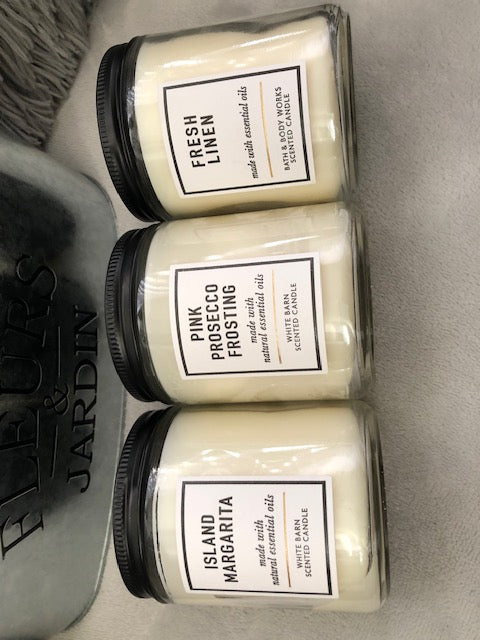 FRESH
LINEN
made with essential oils
BATH & BODY WORKS
SCENTED CANDLE
PINK
PROSECCO
FROSTING
made with
natural essential oils
WHITE BARN
SCENTED CANDLE
ISLAND
MARGARITA
made with
natural essential oils
WHITE BARN
SCENTED CANDLE
FLEURS
&
JARDIN